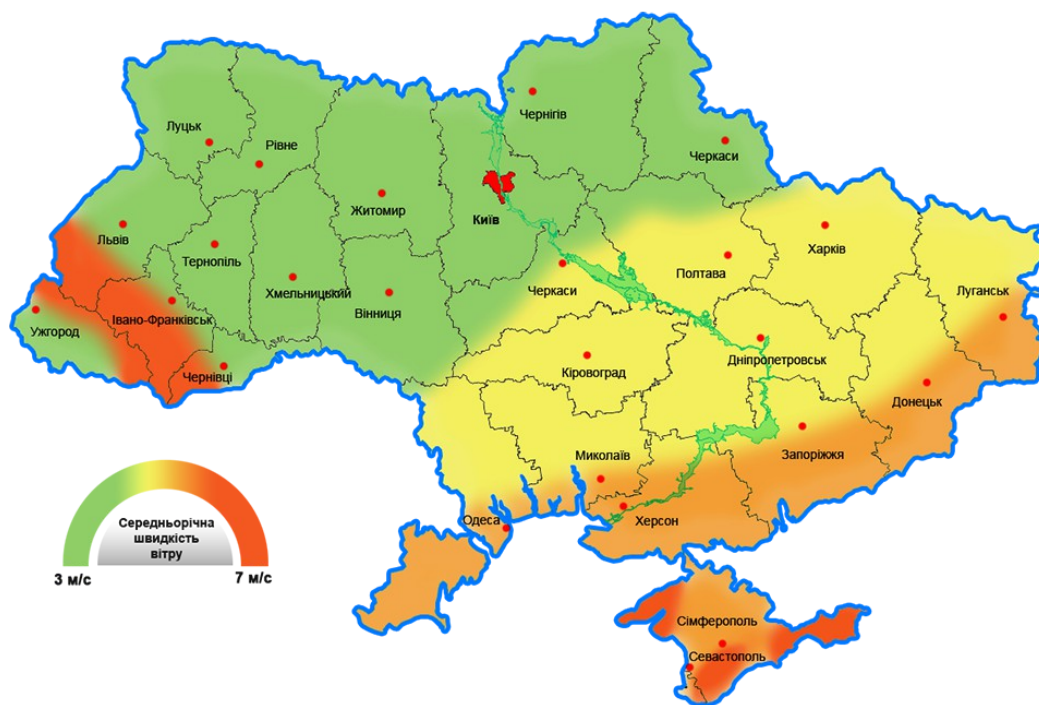 Чернігів
Луцьк
Рівне
Черкаси
Житомир
Київ
Львів
Тернопіль
Харків
Полтава
Черкаси
Хмельницький
Вінниця
Луганськ
Івано-Франківськ
Ужгород
Дніпропетровськ
Кіровоград
Чернівці
Донецьк
Миколаїв
Запоріжжя
Одеса
Херсон
Середньорічна
швидкість
вітру
3 м/с
7 м/с
Сімферополь
Севастополь